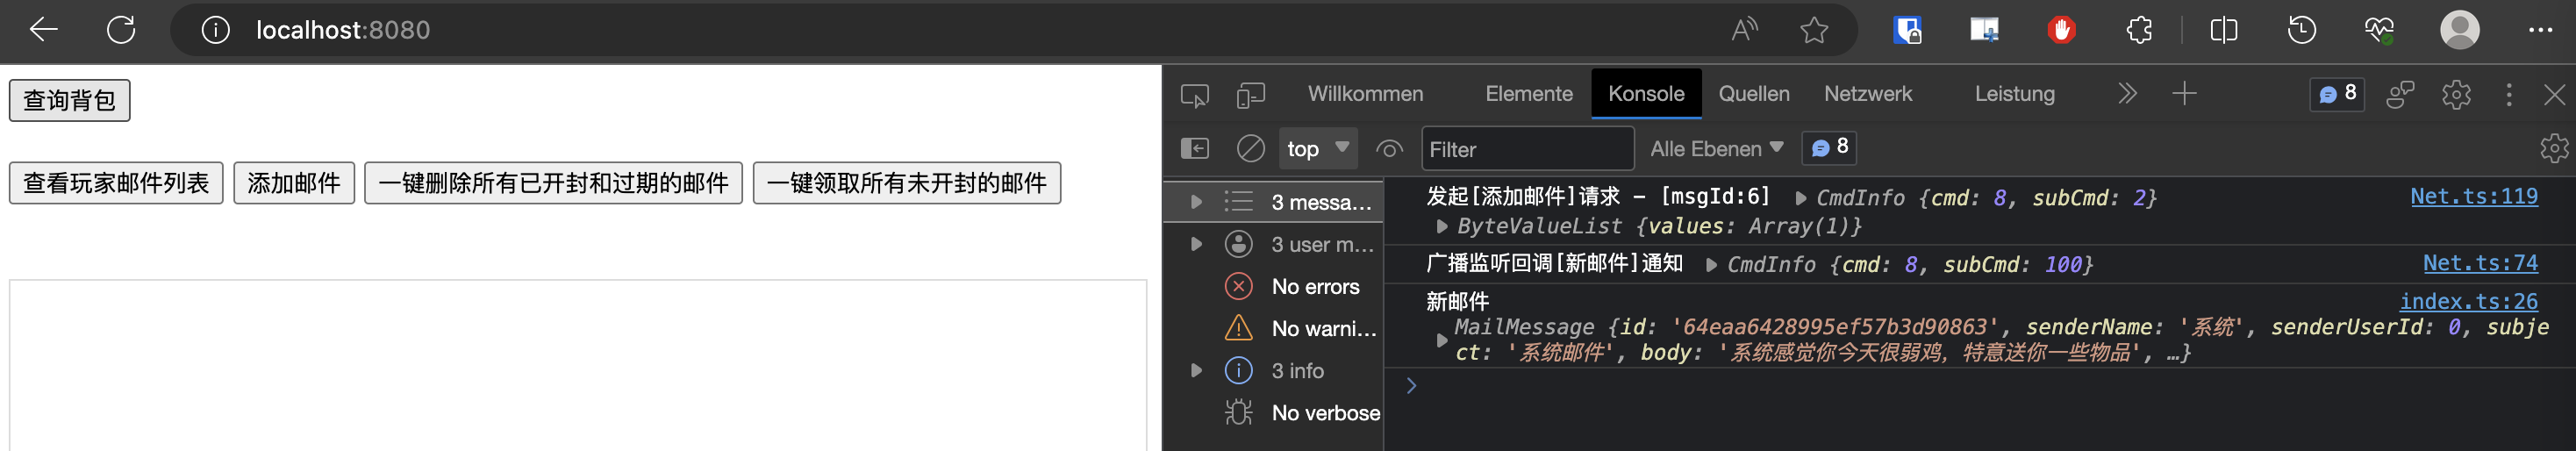 localhost:8080
查询背包
查看玩家邮件列表 添加邮件 一键删除所有已开封和过期的邮件 一键领取所有未开封的邮件
Willkommen Elemente Konsole Quellen Netzwerk Leistung 8
top Filter Alle Ebenen 8
3 messa...
3 user m...
No errors
No warni...
3 info
No verbose
发起[添加邮件]请求 - [msgId:6] CmdInfo {cmd: 8, subCmd: 2} Net.ts:119
ByteValueList {values: Array(1)}
广播监听回调[新邮件]通知 CmdInfo {cmd: 8, subCmd: 100} Net.ts:74
新邮件 index.ts:26
MailMessage {id: '64eaa6428995ef57b3d90863', senderName: '系统', senderUserId: 0, subje
ct: '系统邮件', body: '系统感觉你今天很弱鸡, 特意送你一些物品', …}